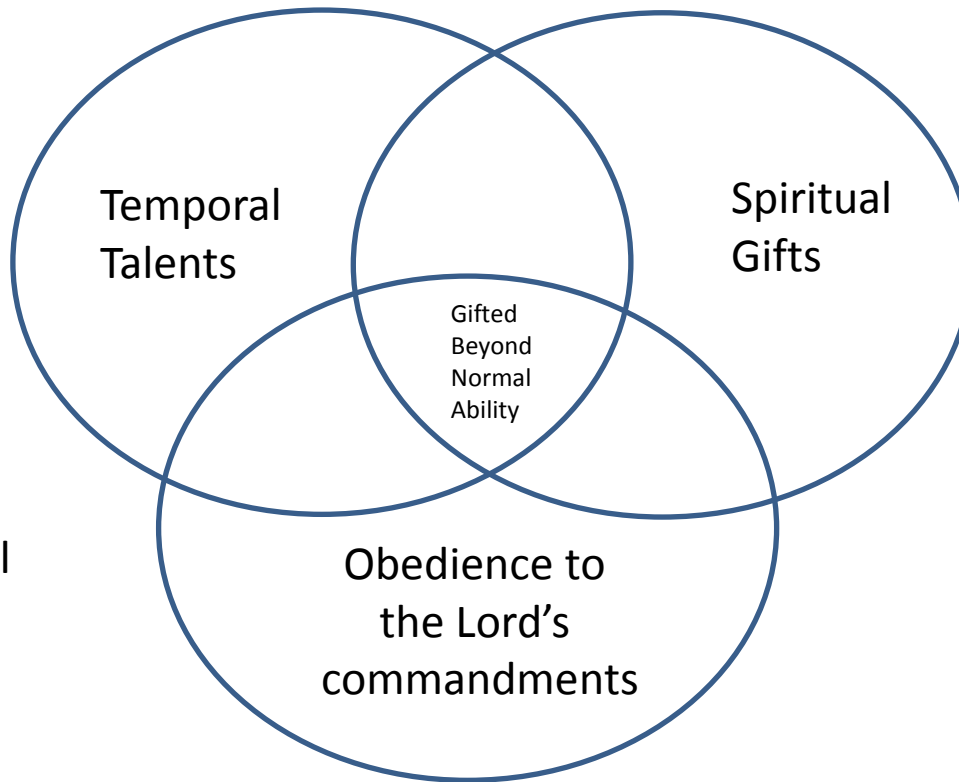 Temporal
Talents
Spiritual
Gifts
Gifted
Beyond
Normal
Ability
l
Obedience to
the Lord’s
commandments